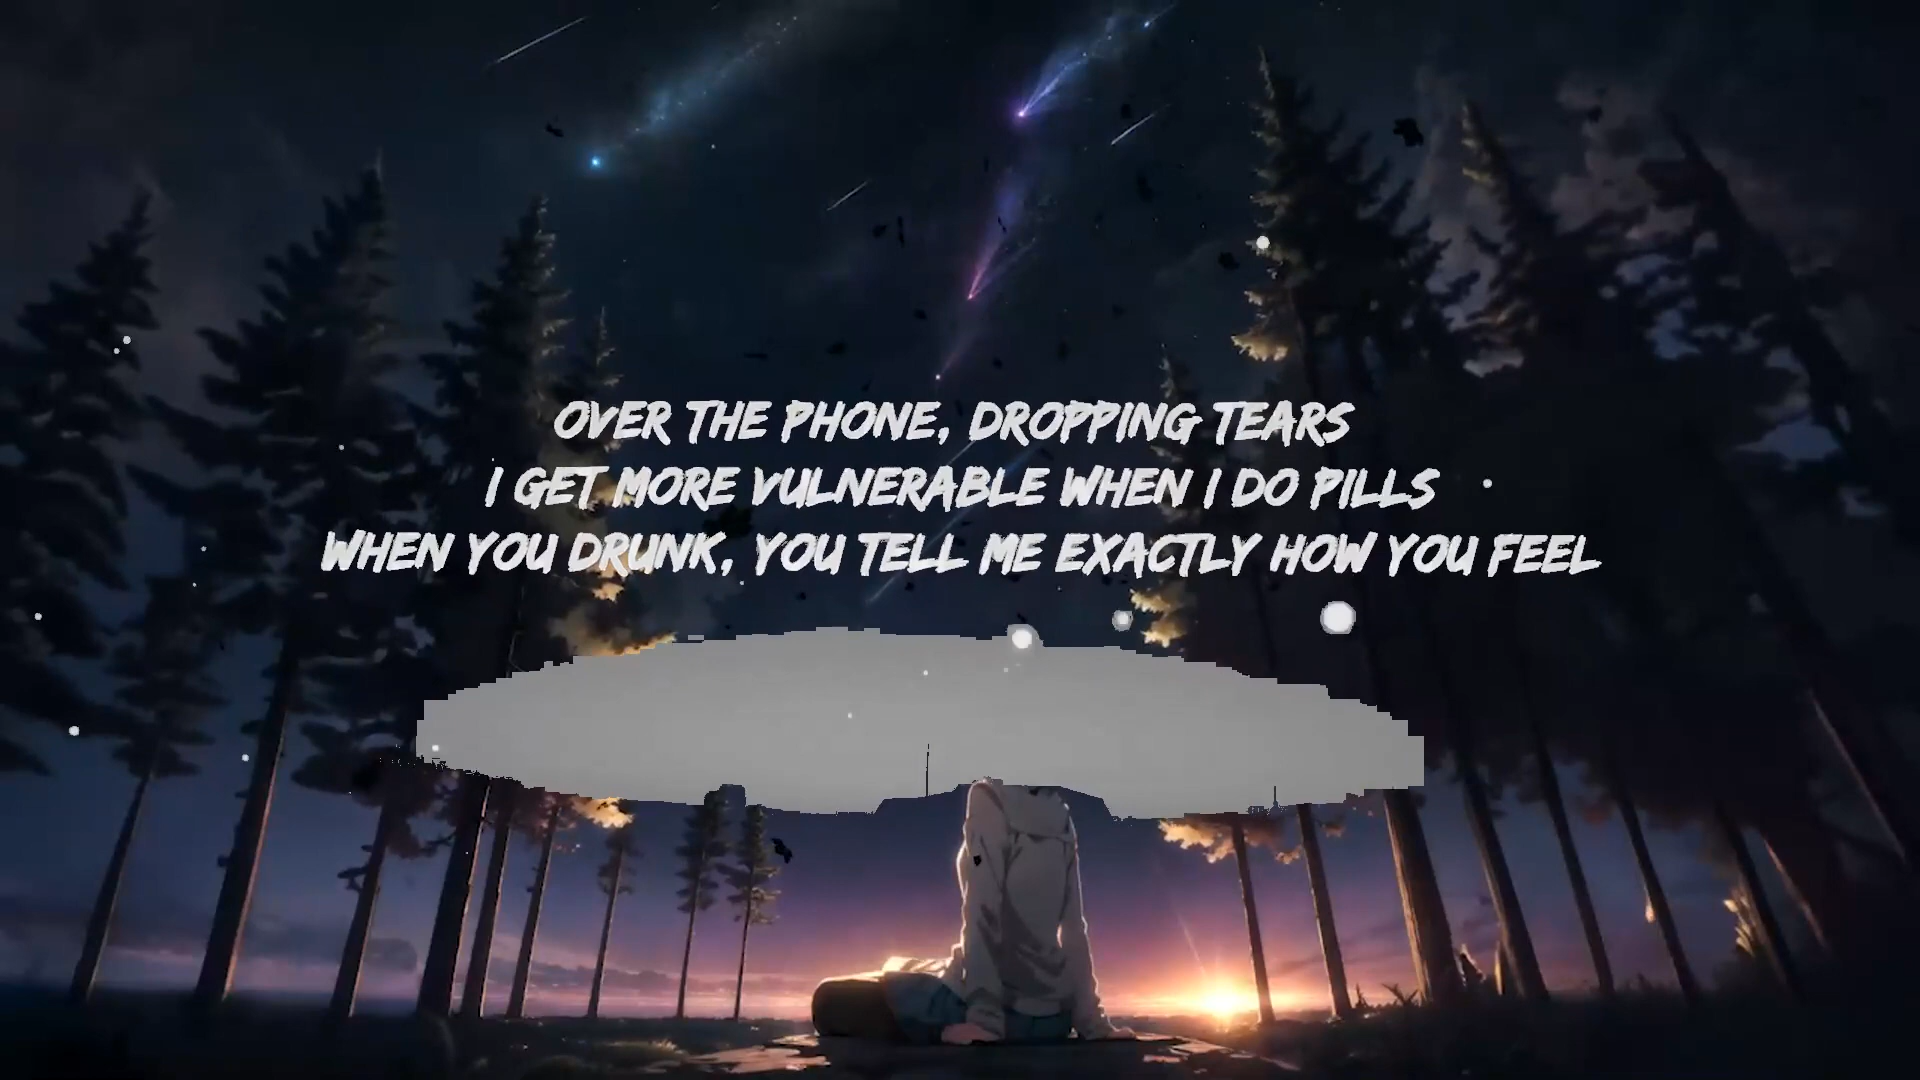 OVER THE PHONE, DROPPING TEARS
I GET MORE VULNERABLE WHEN I DO PILLS
WHEN YOU DRUNK, YOU TELL ME EXACTLY HOW YOU FEEL